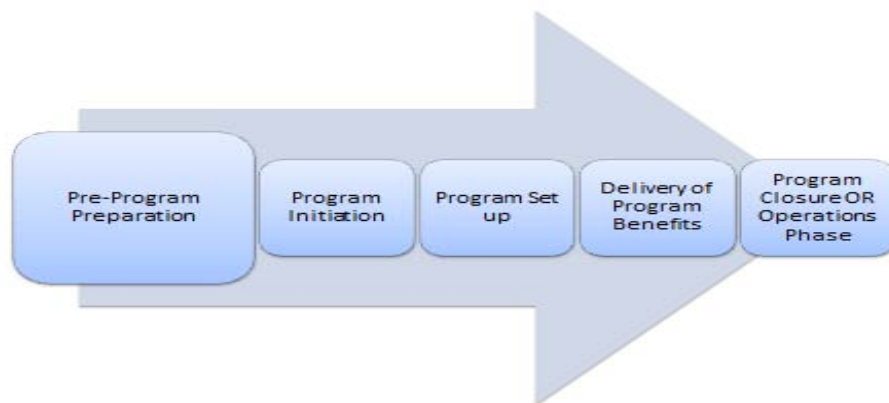 Pre-Program
Preparation
Program
Initiation
Program Set
up
Delivery of
Program
Benefits
Program
Closure OR
Operations
Phase